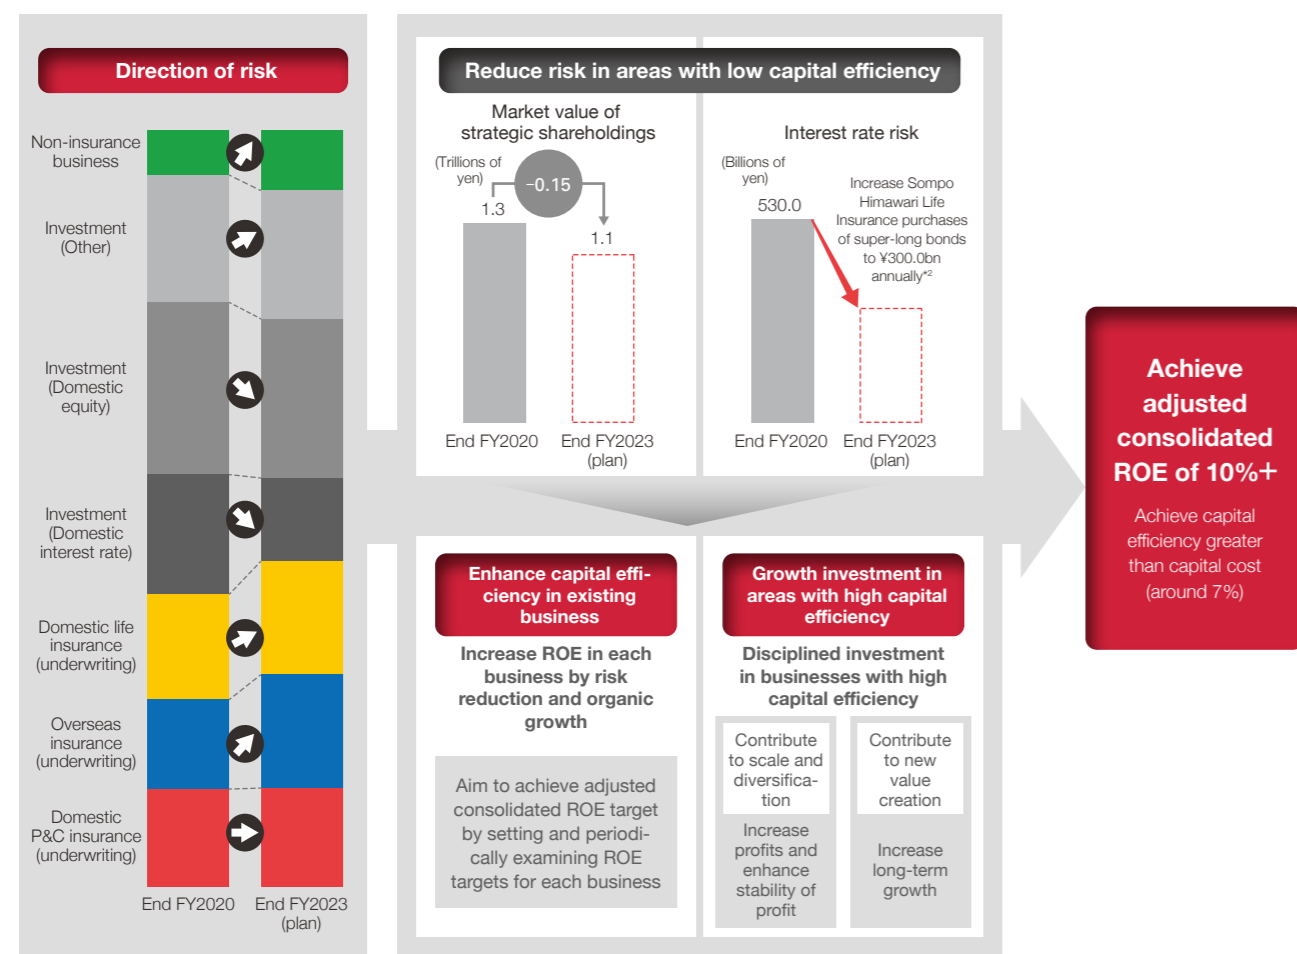 Direction of risk
Non-insurance
business
Investment
(Other)
Investment
(Domestic
equity)
Investment
(Domestic
interest rate)
Domestic life
insurance
(underwriting)
Overseas
insurance
(underwriting)
Domestic
P&C insurance
(underwriting)
End FY2020
End FY2023
(plan)
Reduce risk in areas with low capital efficiency
Market value of
strategic shareholdings
(Trillions of
yen)
−0.15
1.3
1.1
End FY2020
End FY2023
(plan)
Interest rate risk
(Billions of
yen)
530.0
Increase Sompo
Himawari Life
Insurance purchases
of super-long bonds
to ¥300.0bn
annually*2
End FY2020
End FY2023
(plan)
Enhance capital effi-
ciency in existing
business
Increase ROE in each
business by risk
reduction and organic
growth
Aim to achieve adjusted
consolidated ROE target
by setting and periodi-
cally examining ROE
targets for each business
Growth investment in
areas with high capital
efficiency
Disciplined investment
in businesses with high
capital efficiency
Contribute
to scale and
diversifica-
tion
Increase
profits and
enhance
stability of
profit
Contribute
to new
value
creation
Increase
long-term
growth
Achieve
adjusted
consolidated
ROE of 10%+
Achieve capital
efficiency greater
than capital cost
(around 7%)